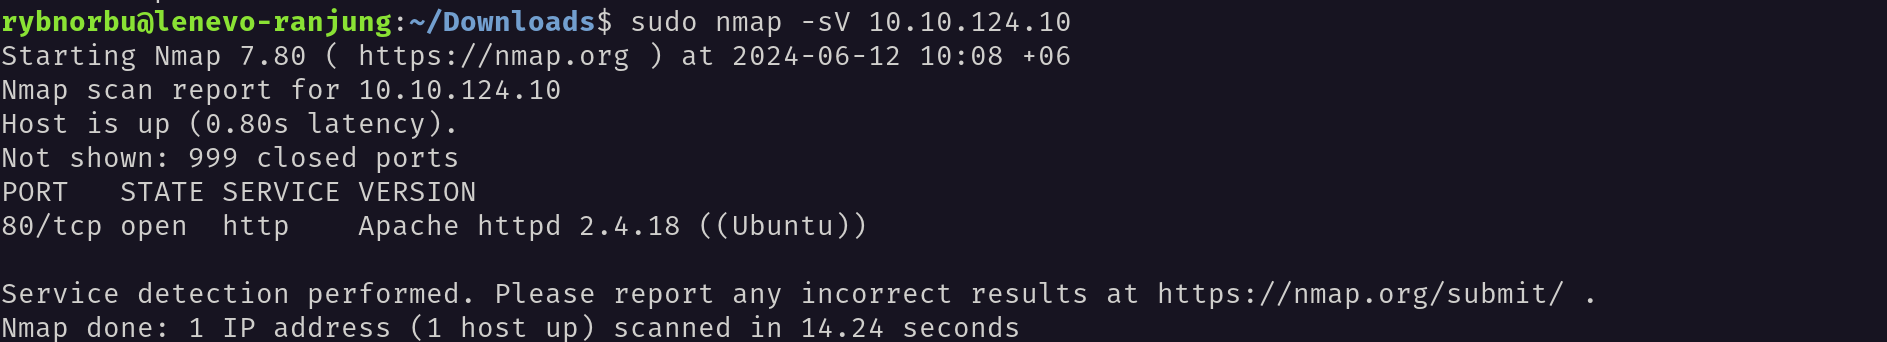 rybnorbu@lenevo-ranjung:~/Downloads$ sudo nmap -sV 10.10.124.10
Starting Nmap 7.80 ( https://nmap.org ) at 2024-06-12 10:08 +06
Nmap scan report for 10.10.124.10
Host is up (0.80s latency).
Not shown: 999 closed ports
PORT   STATE SERVICE VERSION
80/tcp open  http    Apache httpd 2.4.18 ((Ubuntu))
Service detection performed. Please report any incorrect results at https://nmap.org/submit/ .
Nmap done: 1 IP address (1 host up) scanned in 14.24 seconds